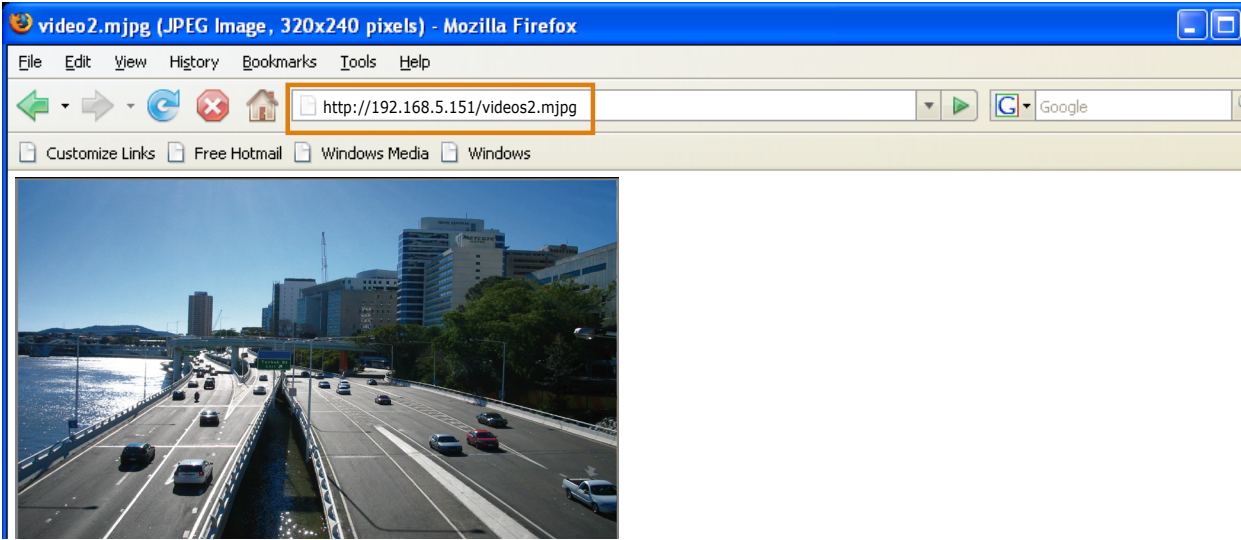 video2.mjpg (JPEG Image, 320x240 pixels) - Mozilla Firefox
File Edit View History Bookmarks Tools Help
http://192.168.5.151/videos2.mjpg G Google
Customize Links Free Hotmail Windows Media Windows